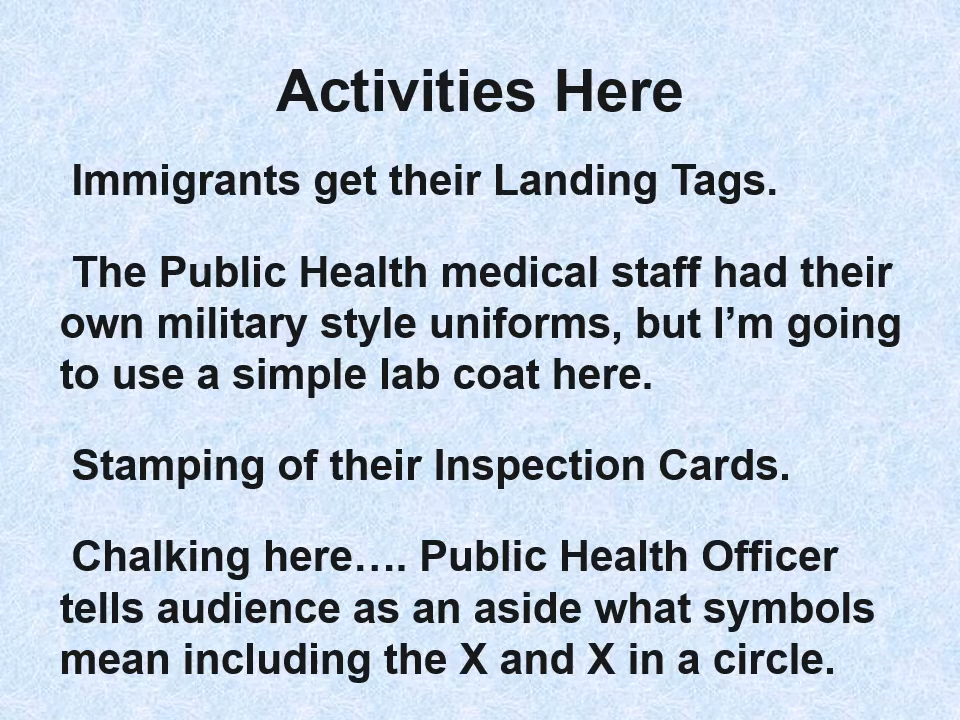 Activities Here
Immigrants get their Landing Tags.
The Public Health medical staff had their
own military style uniforms, but I’m going
to use a simple lab coat here.
Stamping of their Inspection Cards.
Chalking here…. Public Health Officer
tells audience as an aside what symbols
mean including the X and X in a circle.